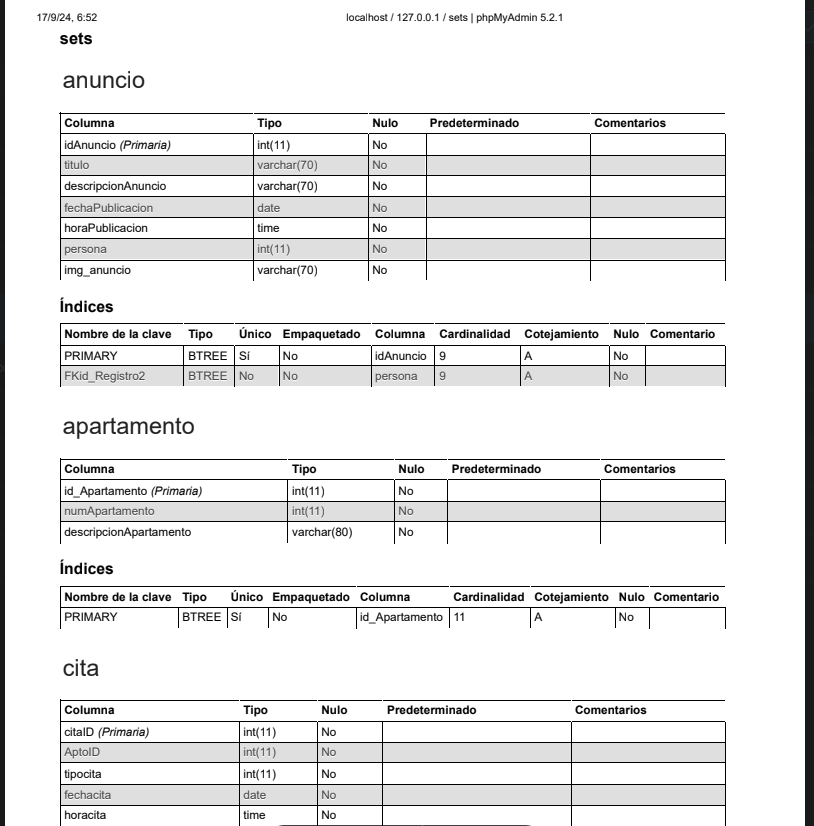 17/9/24, 6:52 localhost / 127.0.0.1 / sets | phpMyAdmin 5.2.1
sets
anuncio
Columna Tipo Nulo Predeterminado Comentarios
idAnuncio (Primaria) int(11) No
titulo varchar(70) No
descripcionAnuncio varchar(70) No
fechaPublicacion date No
horaPublicacion time No
persona int(11) No
img_anuncio varchar(70) No
Índices
Nombre de la clave Tipo Único Empaquetado Columna Cardinalidad Cotejamiento Nulo Comentario
PRIMARY BTREE Sí No idAnuncio 9 A No
FKid_Registro2 BTREE No No persona 9 A No
apartamento
Columna Tipo Nulo Predeterminado Comentarios
id_Apartamento (Primaria) int(11) No
numApartamento int(11) No
descripcionApartamento varchar(80) No
Índices
Nombre de la clave Tipo Único Empaquetado Columna Cardinalidad Cotejamiento Nulo Comentario
PRIMARY BTREE Sí No id_Apartamento 11 A No
cita
Columna Tipo Nulo Predeterminado Comentarios
citaID (Primaria) int(11) No
AptoID int(11) No
tipocita int(11) No
fechacita date No
horacita time No